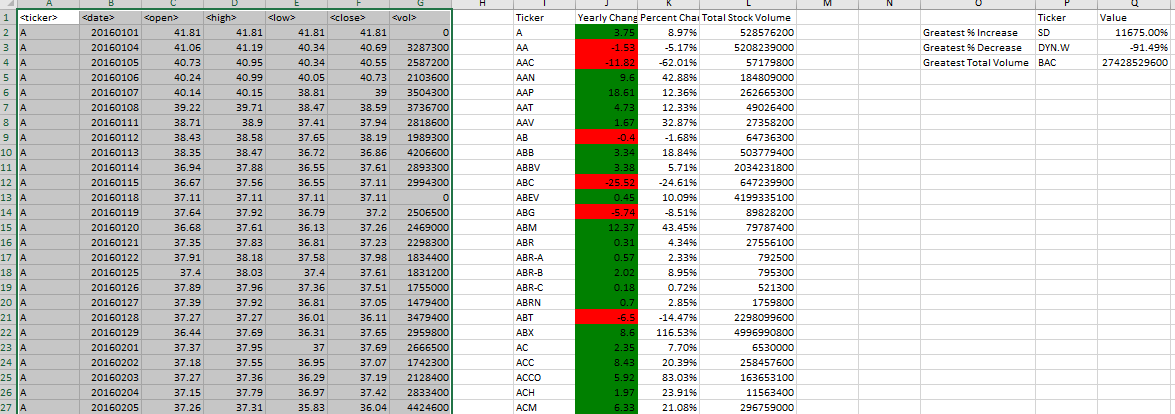 A B C D E F G H I J K L M N O P Q
1 <ticker> <date> <open> <high> <low> <close> <vol> Ticker Yearly Chang Percent Chan Total Stock Volume Ticker Value
2 A 20160101 41.81 41.81 41.81 41.81 0 A 3.75 8.97% 528576200 Greatest % Increase SD 11675.00%
3 A 20160104 41.06 41.19 40.34 40.69 3287300 AA -1.53 -5.17% 5208239000 Greatest % Decrease DYN.W -91.49%
4 A 20160105 40.73 40.95 40.34 40.55 2587200 AAC -11.82 -62.01% 57179800 Greatest Total Volume BAC 27428529600
5 A 20160106 40.24 40.99 40.05 40.73 2103600 AAN 9.6 42.88% 184809000
6 A 20160107 40.14 40.15 38.81 39 3504300 AAP 18.61 12.36% 262665300
7 A 20160108 39.22 39.71 38.47 38.59 3736700 AAT 4.73 12.33% 49026400
8 A 20160111 38.71 38.9 37.41 37.94 2818600 AAV 1.67 32.87% 27358200
9 A 20160112 38.43 38.58 37.65 38.19 1989300 AB -0.4 -1.68% 64736300
10 A 20160113 38.35 38.47 36.72 36.86 4206600 ABB 3.34 18.84% 503779400
11 A 20160114 36.94 37.88 36.55 37.61 2893300 ABBV 3.38 5.71% 2034231800
12 A 20160115 36.67 37.56 36.55 37.11 2994300 ABC -25.52 -24.61% 647239900
13 A 20160118 37.11 37.11 37.11 37.11 0 ABEV 0.45 10.09% 4199335100
14 A 20160119 37.64 37.92 36.79 37.2 2506500 ABG -5.74 -8.51% 89828200
15 A 20160120 36.68 37.61 36.13 37.26 2469000 ABM 12.37 43.45% 79787400
16 A 20160121 37.35 37.83 36.81 37.23 2298300 ABR 0.31 4.34% 27556100
17 A 20160122 37.91 38.18 37.58 37.98 1834400 ABR-A 0.57 2.33% 792500
18 A 20160125 37.4 38.03 37.4 37.61 1831200 ABR-B 2.02 8.95% 795300
19 A 20160126 37.89 37.96 37.36 37.51 1755000 ABR-C 0.18 0.72% 521300
20 A 20160127 37.39 37.92 36.81 37.05 1479400 ABRN 0.7 2.85% 1759800
21 A 20160128 37.27 37.27 36.01 36.11 3479400 ABT -6.5 -14.47% 2298099600
22 A 20160129 36.44 37.69 36.31 37.65 2959800 ABX 8.6 116.53% 4996990800
23 A 20160201 37.37 37.95 37 37.69 2666500 AC 2.35 7.70% 6530000
24 A 20160202 37.18 37.55 36.95 37.07 1742300 ACC 8.43 20.39% 258457600
25 A 20160203 37.27 37.36 36.29 37.19 2128400 ACCO 5.92 83.03% 163653100
26 A 20160204 37.15 37.79 36.97 37.42 2833400 ACH 1.97 23.91% 11563400
27 A 20160205 37.26 37.31 35.83 36.04 4424600 ACM 6.33 21.08% 296759000